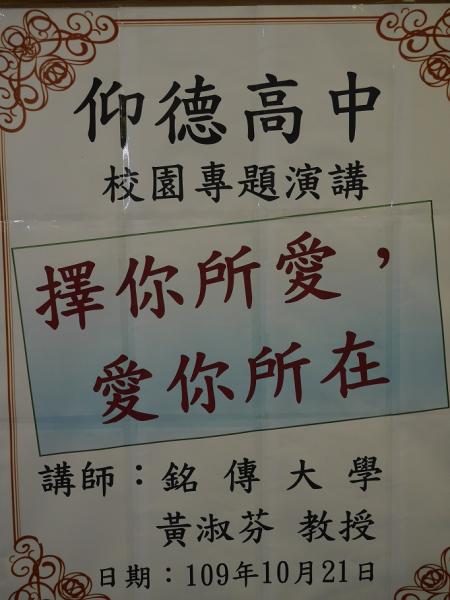 仰德高中
校園專題演講
擇你所愛，
愛你所在
講師：銘傳大學
黃淑芬 教授
日期：109年10月21日